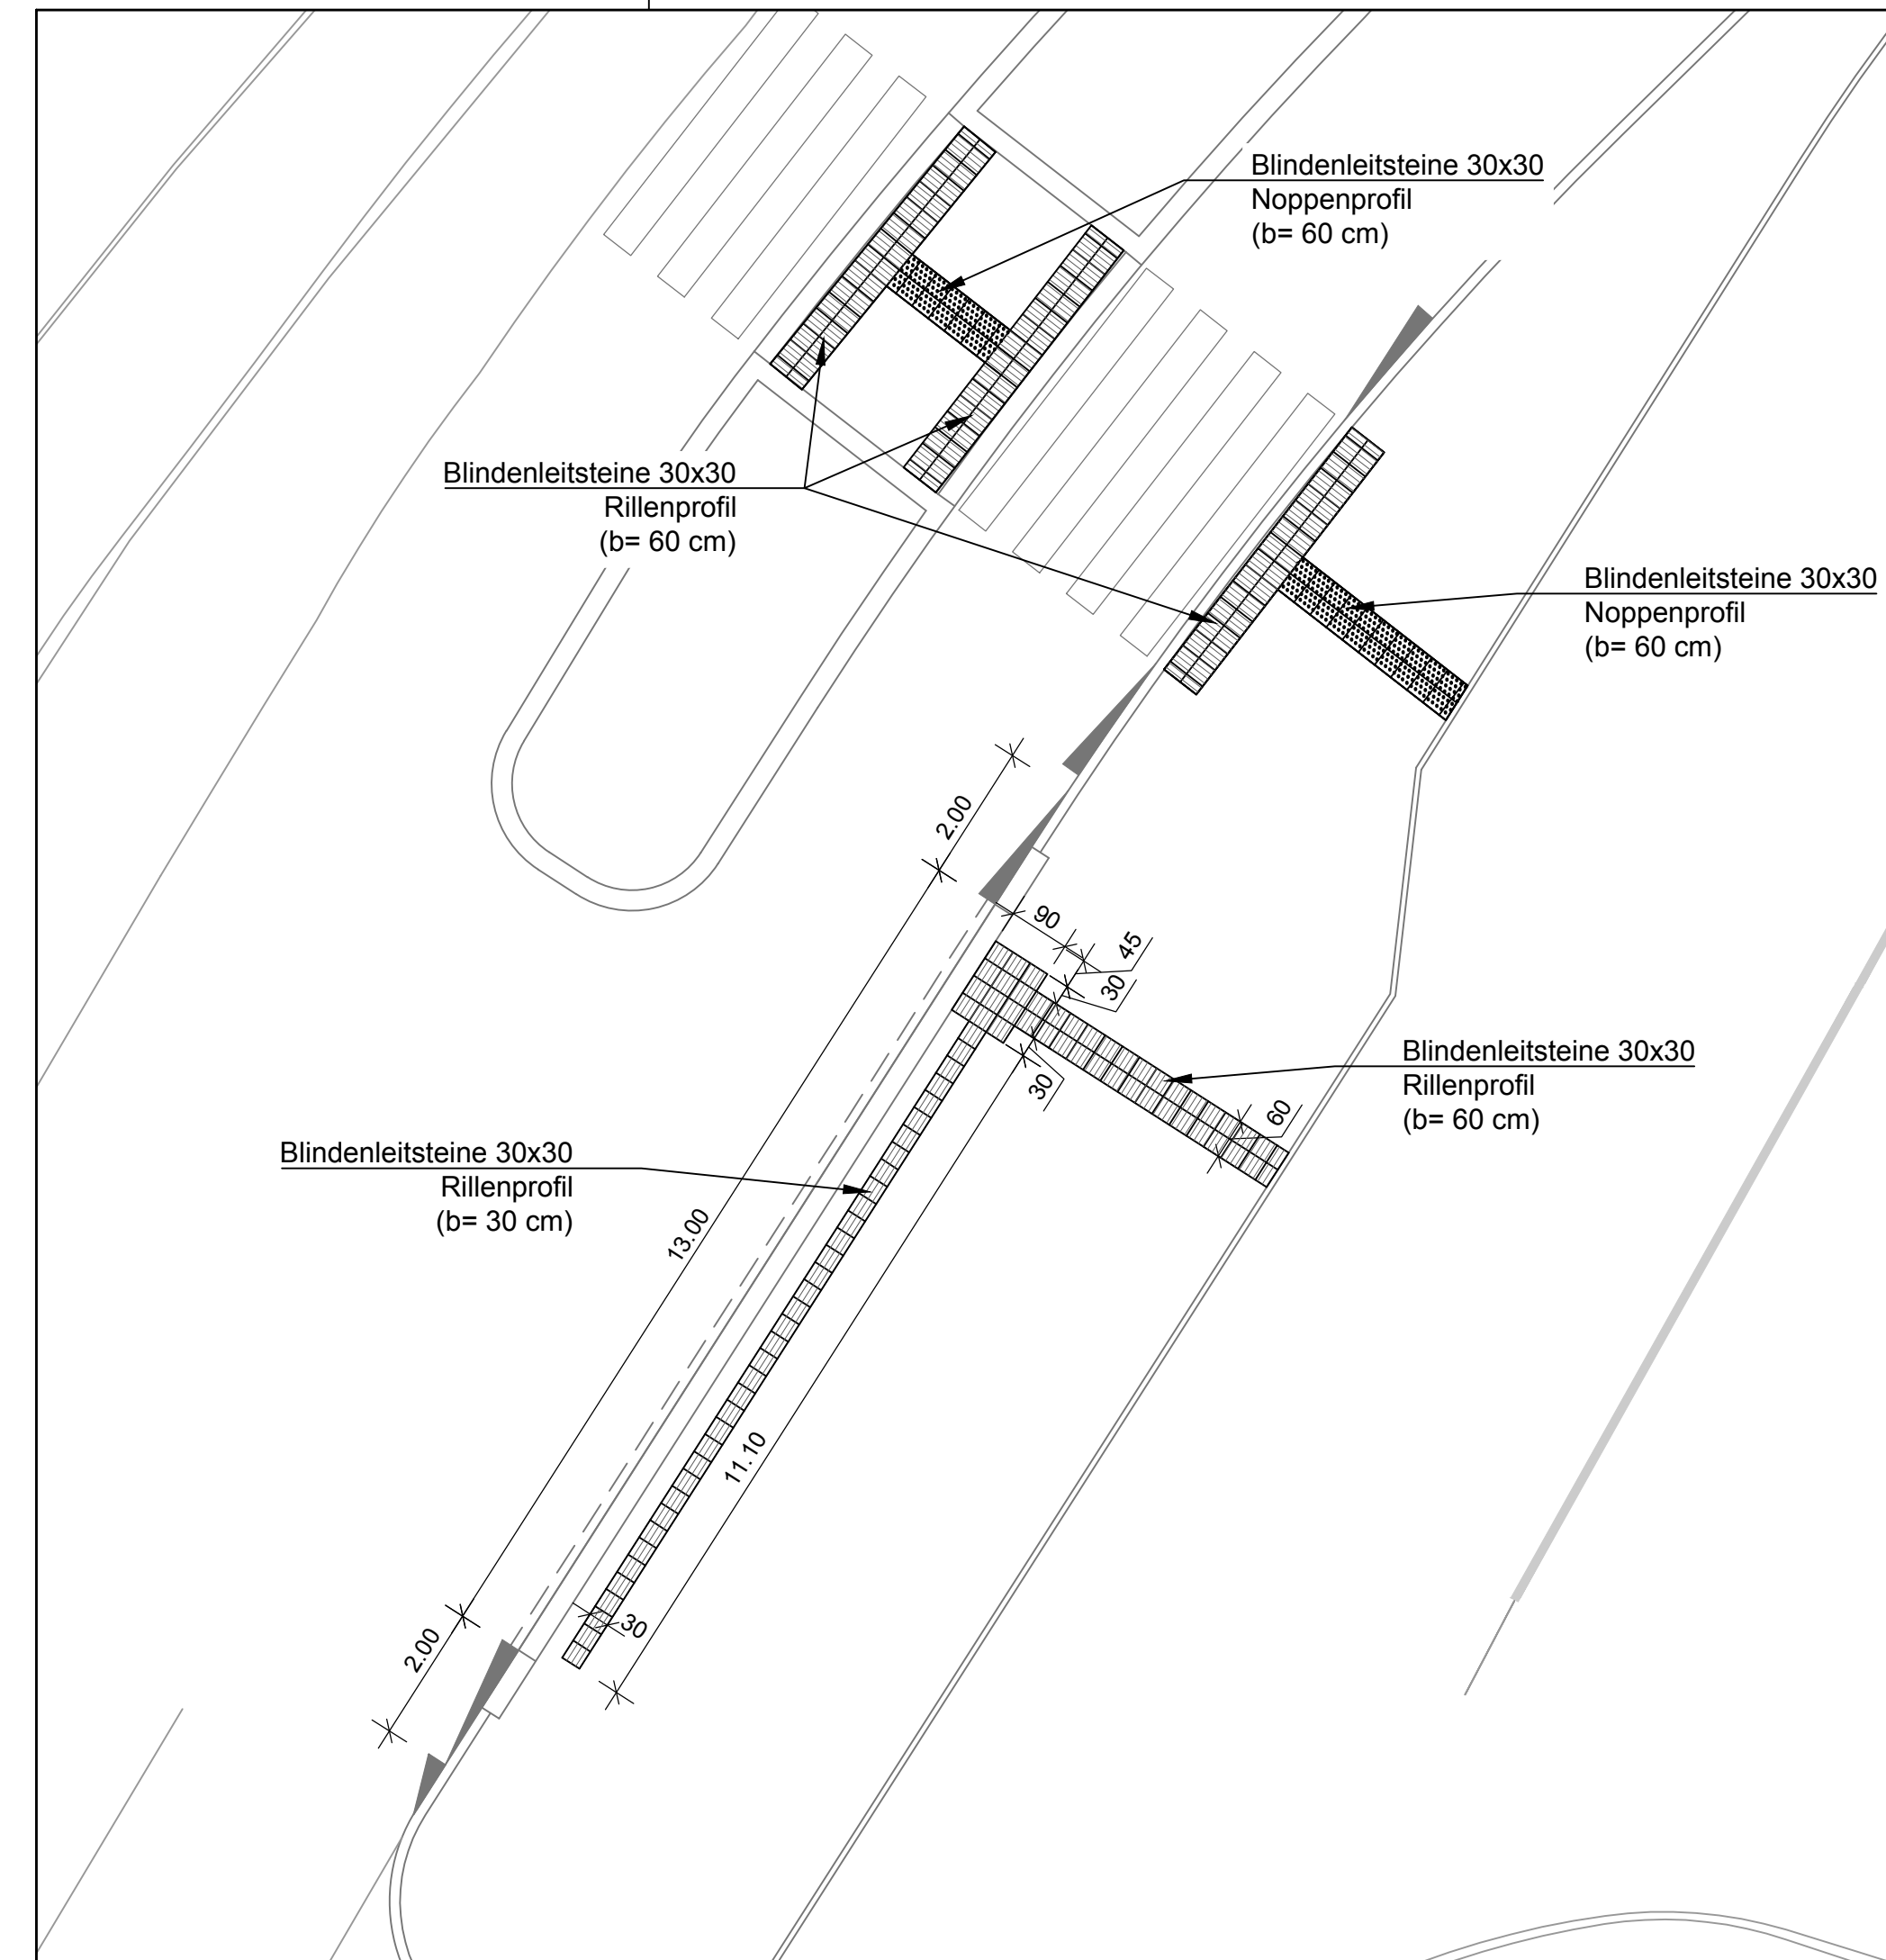 Blindenleitsteine 30x30
Noppenprofil
(b= 60 cm)
Blindenleitsteine 30x30
Rillenprofil
(b= 60 cm)
Blindenleitsteine 30x30
Noppenprofil
(b= 60 cm)
2.00
90
45
30
30
Blindenleitsteine 30x30
Rillenprofil
(b= 60 cm)
60
Blindenleitsteine 30x30
Rillenprofil
(b= 30 cm)
13.00
11.10
30
2.00